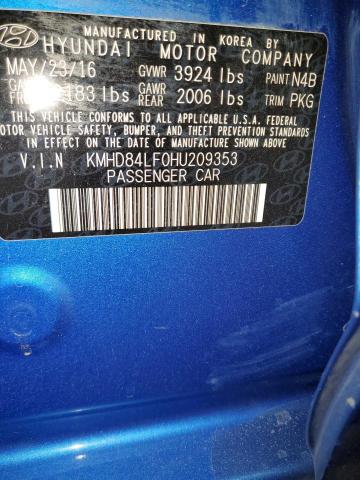 MANUFACTURED IN KOREA BY
HYUNDAI MOTOR COMPANY
MAY/23/16 GVWR 3924 lbs PAINT N4B
183 lbs GAWR REAR 2006 lbs TRIM PKG
THIS VEHICLE CONFORMS TO ALL APPLICABLE U.S.A. FEDERAL
MOTOR VEHICLE SAFETY AND THEFT PREVENTION STANDARDS
IN EFFECT ON THE DATE OF MANUFACTURE SHOWN ABOVE.
V.I.N KMHD84LF0HU209353
PASSENGER CAR